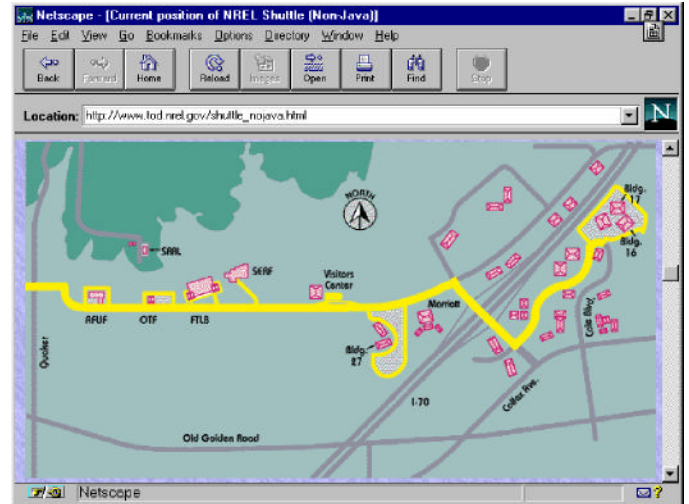 Netscape - [Current position of NREL Shuttle (Non-Java)]
File Edit View Go Bookmarks Options Directory Window Help
Back Forward Home Reload Images Open Print Find Stop
Location: http://www.tod.nrel.gov/shuttle_nojava.html
N
NORTH
Bldg. 17
Bldg. 16
SRRL
SERF
Visitors Center
AFUF
OTF
FTLB
Marriott
Bldg. 27
Cole Blvd.
Quaker
I-70
Colfax Ave.
Old Golden Road
Netscape